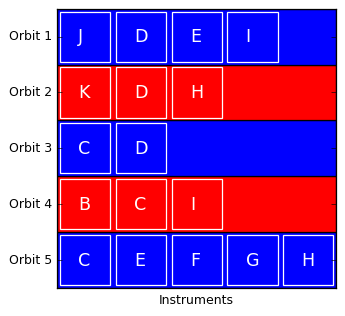 Orbit 1 J D E I
Orbit 2 K D H
Orbit 3 C D
Orbit 4 B C I
Orbit 5 C E F G H
Instruments